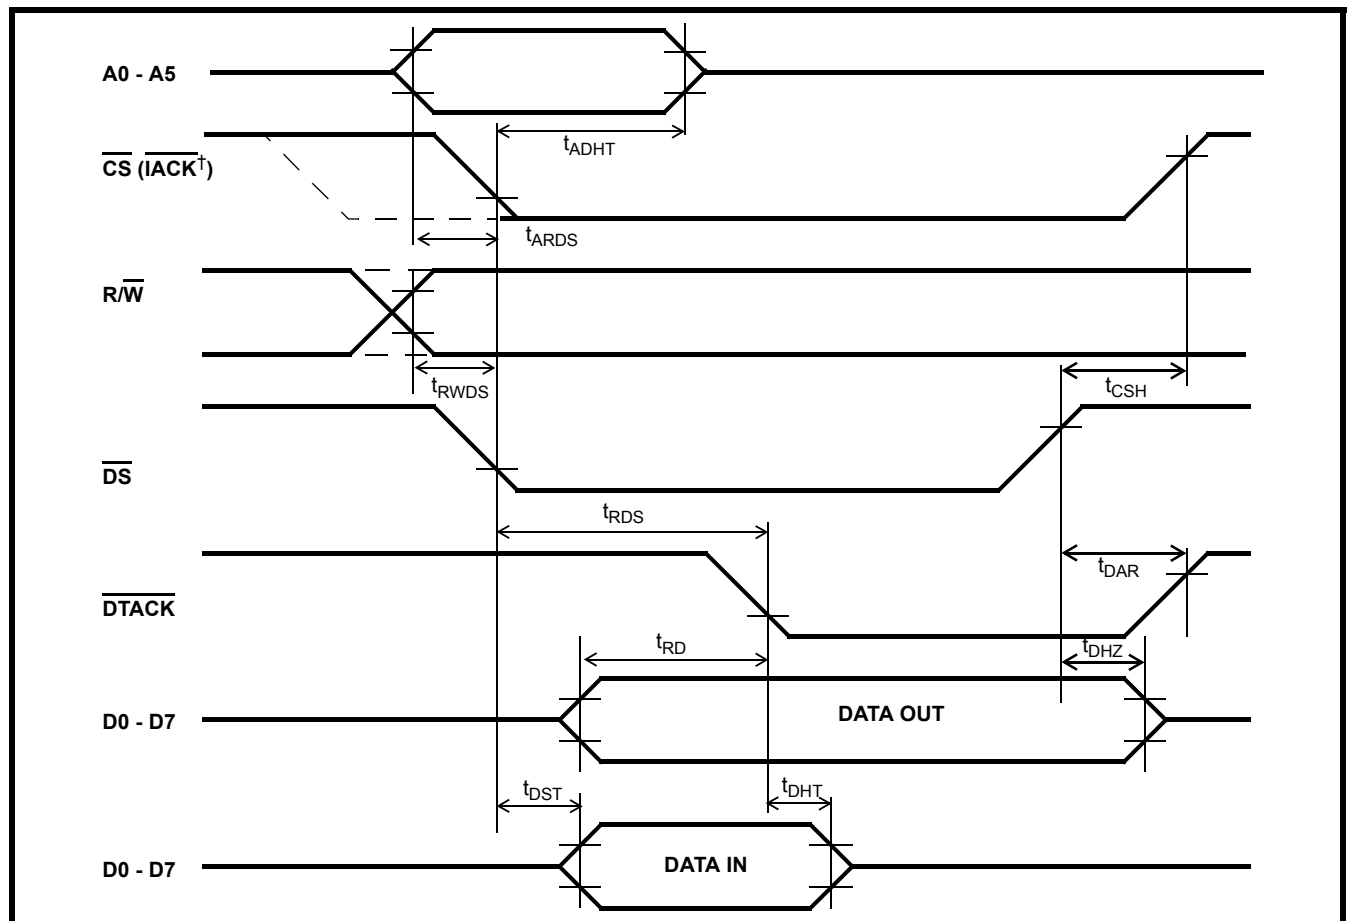 A0 - A5
tADHT
CS (IACK†)
tARDS
R/W
tRWDS
tCSH
DS
tRDS
tDAR
DTACK
tRD
tDHZ
D0 - D7
DATA OUT
tDST
tDHT
D0 - D7
DATA IN